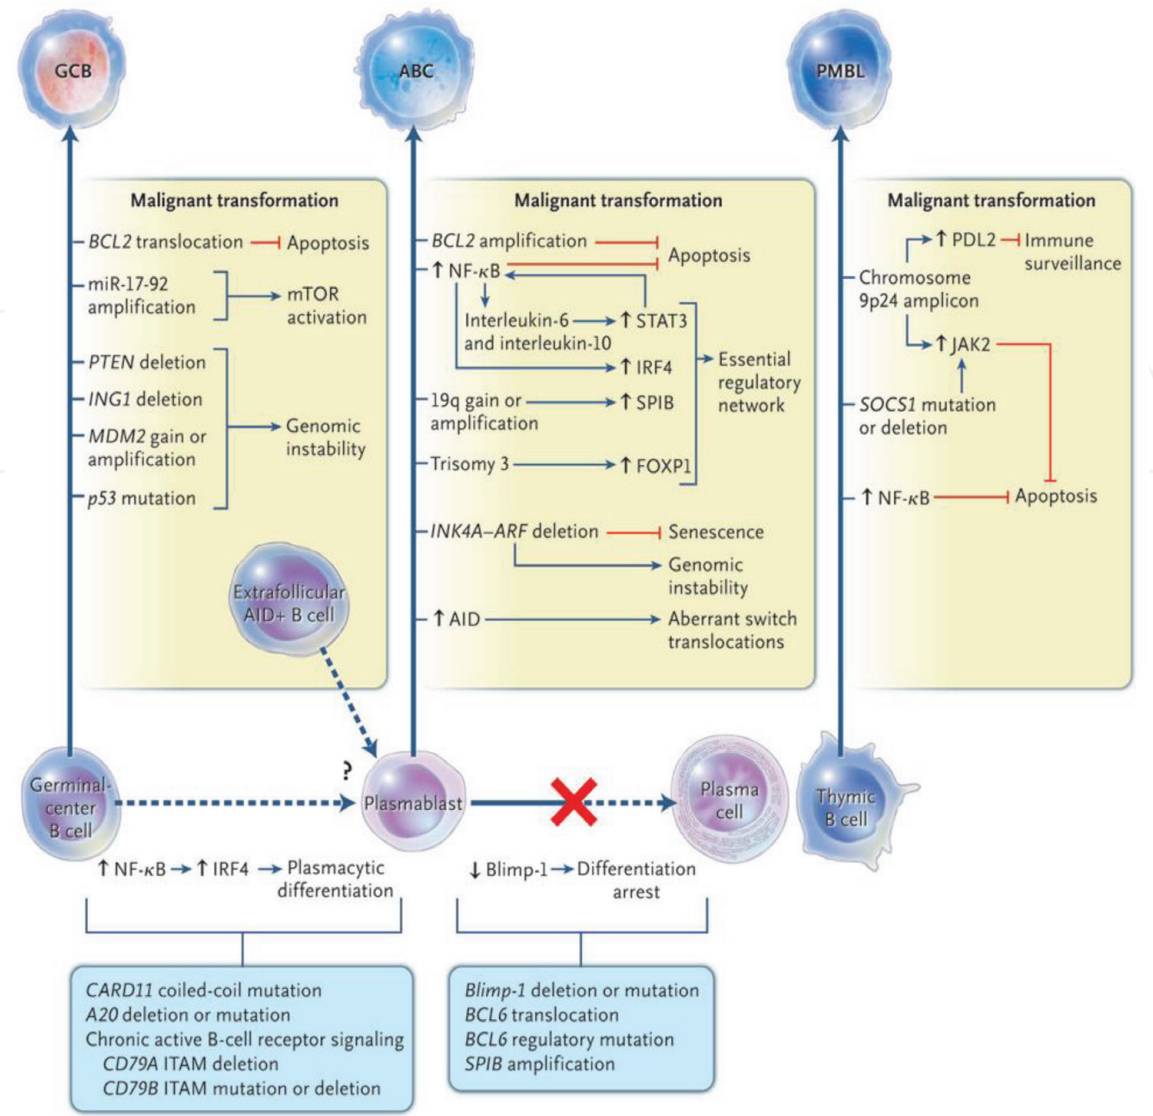 GCB
ABC
PMBL
Malignant transformation
BCL2 translocation
Apoptosis
miR-17-92
amplification
mTOR
activation
PTEN deletion
ING1 deletion
MDM2 gain or
amplification
p53 mutation
Genomic
instability
Malignant transformation
BCL2 amplification
↑ NF-κB
Apoptosis
Interleukin-6
and interleukin-10
↑ STAT3
↑ IRF4
19q gain or
amplification
↑ SPIB
Trisomy 3
↑ FOXP1
Essential
regulatory
network
INK4A–ARF deletion
Senescence
Genomic
instability
↑ AID
Aberrant switch
translocations
Malignant transformation
Chromosome
9p24 amplicon
↑ PDL2
Immune
surveillance
↑ JAK2
SOCS1 mutation
or deletion
↑ NF-κB
Apoptosis
Extrafollicular
AID+ B cell
Germinal-
center
B cell
?
Plasmablast
Plasma
cell
Thymic
B cell
↑ NF-κB → ↑ IRF4 → Plasmacytic
differentiation
↓ Blimp-1 → Differentiation
arrest
CARD11 coiled-coil mutation
A20 deletion or mutation
Chronic active B-cell receptor signaling
CD79A ITAM deletion
CD79B ITAM mutation or deletion
Blimp-1 deletion or mutation
BCL6 translocation
BCL6 regulatory mutation
SPIB amplification